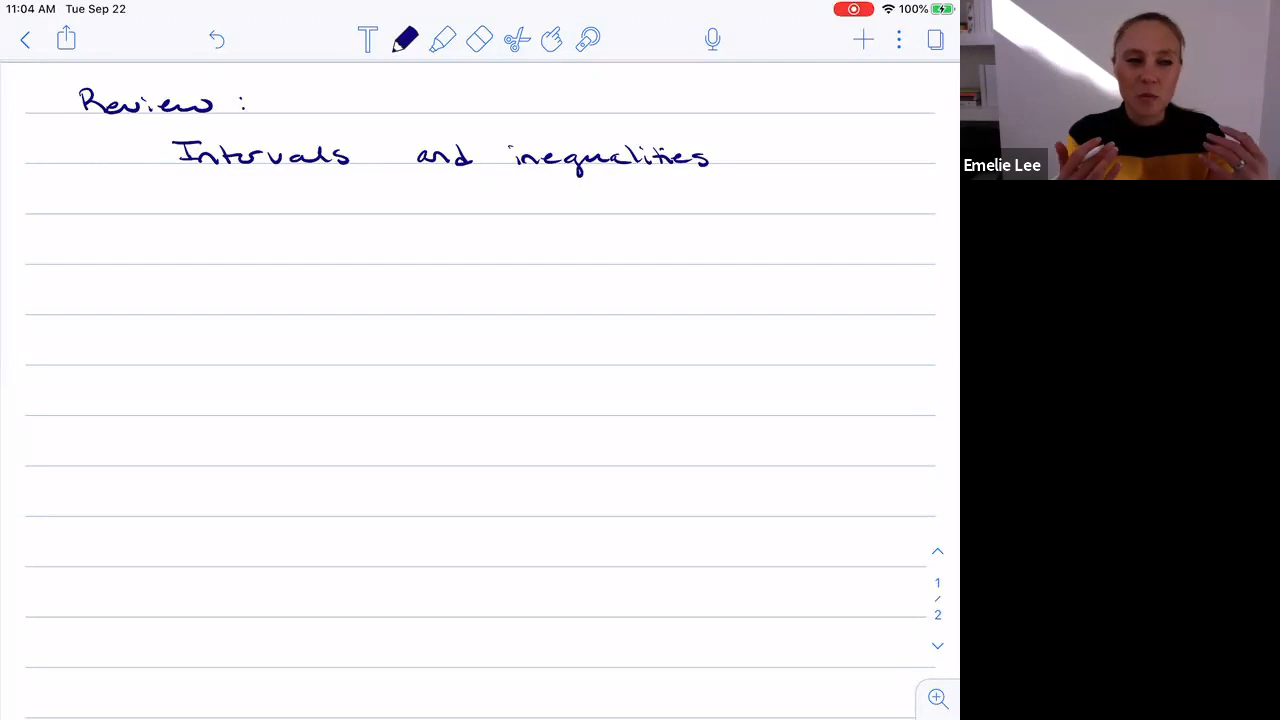 11:04 AM Tue Sep 22
100%
Review :
Intervals and inequalities
Emelie Lee
1
/
2